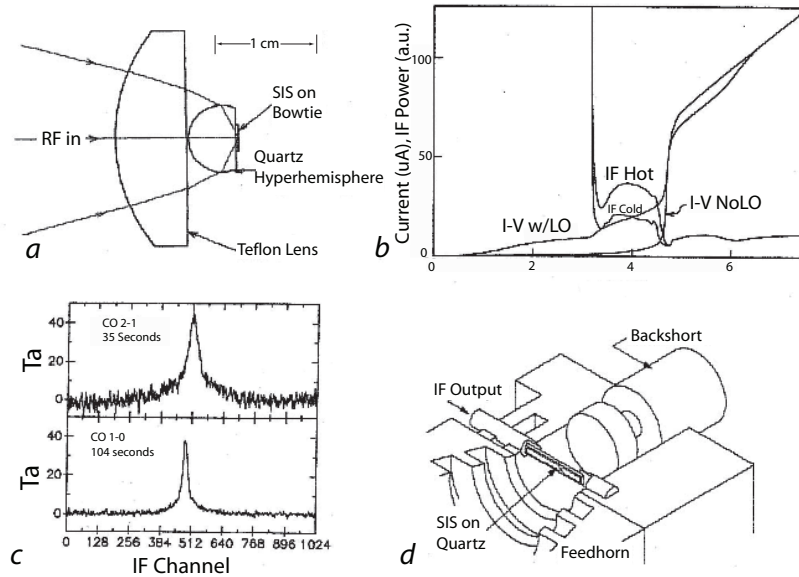 1 cm
SIS on
Bowtie
RF in
Quartz
Hyperhemisphere
Teflon Lens
a
Current (uA), IF Power (a.u.)
100
50
0
0
2
4
6
IF Hot
IF Cold
I-V w/LO
I-V NoLO
b
Ta
40
20
0
CO 2-1
35 Seconds
Ta
40
20
0
CO 1-0
104 seconds
0 128 256 384 512 640 768 896 1024
IF Channel
c
Backshort
IF Output
SIS on
Quartz
Feedhorn
d